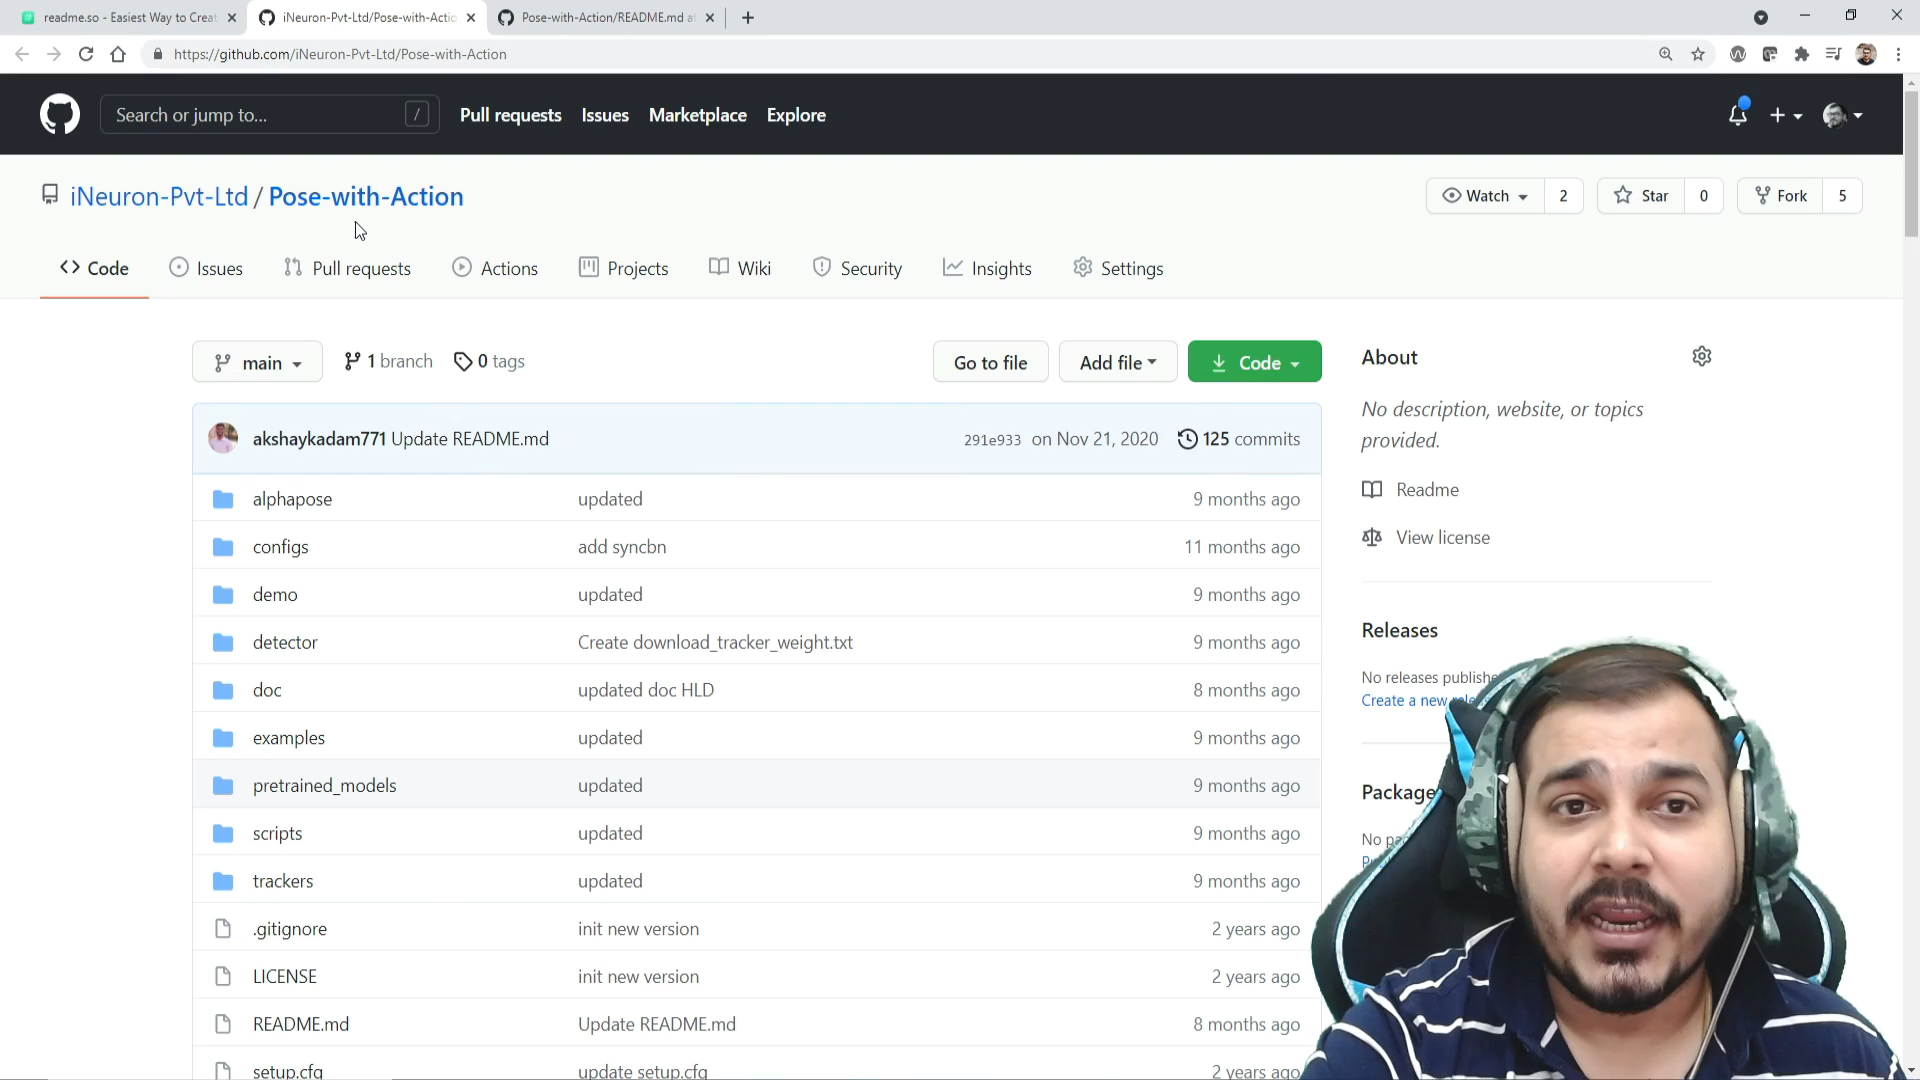 readme.so - Easiest Way to Creat
iNeuron-Pvt-Ltd/Pose-with-Actio
Pose-with-Action/README.md at
https://github.com/iNeuron-Pvt-Ltd/Pose-with-Action
Search or jump to... /
Pull requests Issues Marketplace Explore
iNeuron-Pvt-Ltd / Pose-with-Action
Watch 2 Star 0 Fork 5
Code Issues Pull requests Actions Projects Wiki Security Insights Settings
main 1 branch 0 tags Go to file Add file Code
akshaykadam771 Update README.md 291e933 on Nov 21, 2020 125 commits
alphapose updated 9 months ago
configs add syncbn 11 months ago
demo updated 9 months ago
detector Create download_tracker_weight.txt 9 months ago
doc updated doc HLD 8 months ago
examples updated 9 months ago
pretrained_models updated 9 months ago
scripts updated 9 months ago
trackers updated 9 months ago
.gitignore init new version 2 years ago
LICENSE init new version 2 years ago
README.md Update README.md 8 months ago
setup.cfg update setup.cfg 2 years ago
About
No description, website, or topics
provided.
Readme
View license
Releases
No releases publishe
Create a new
Package
No